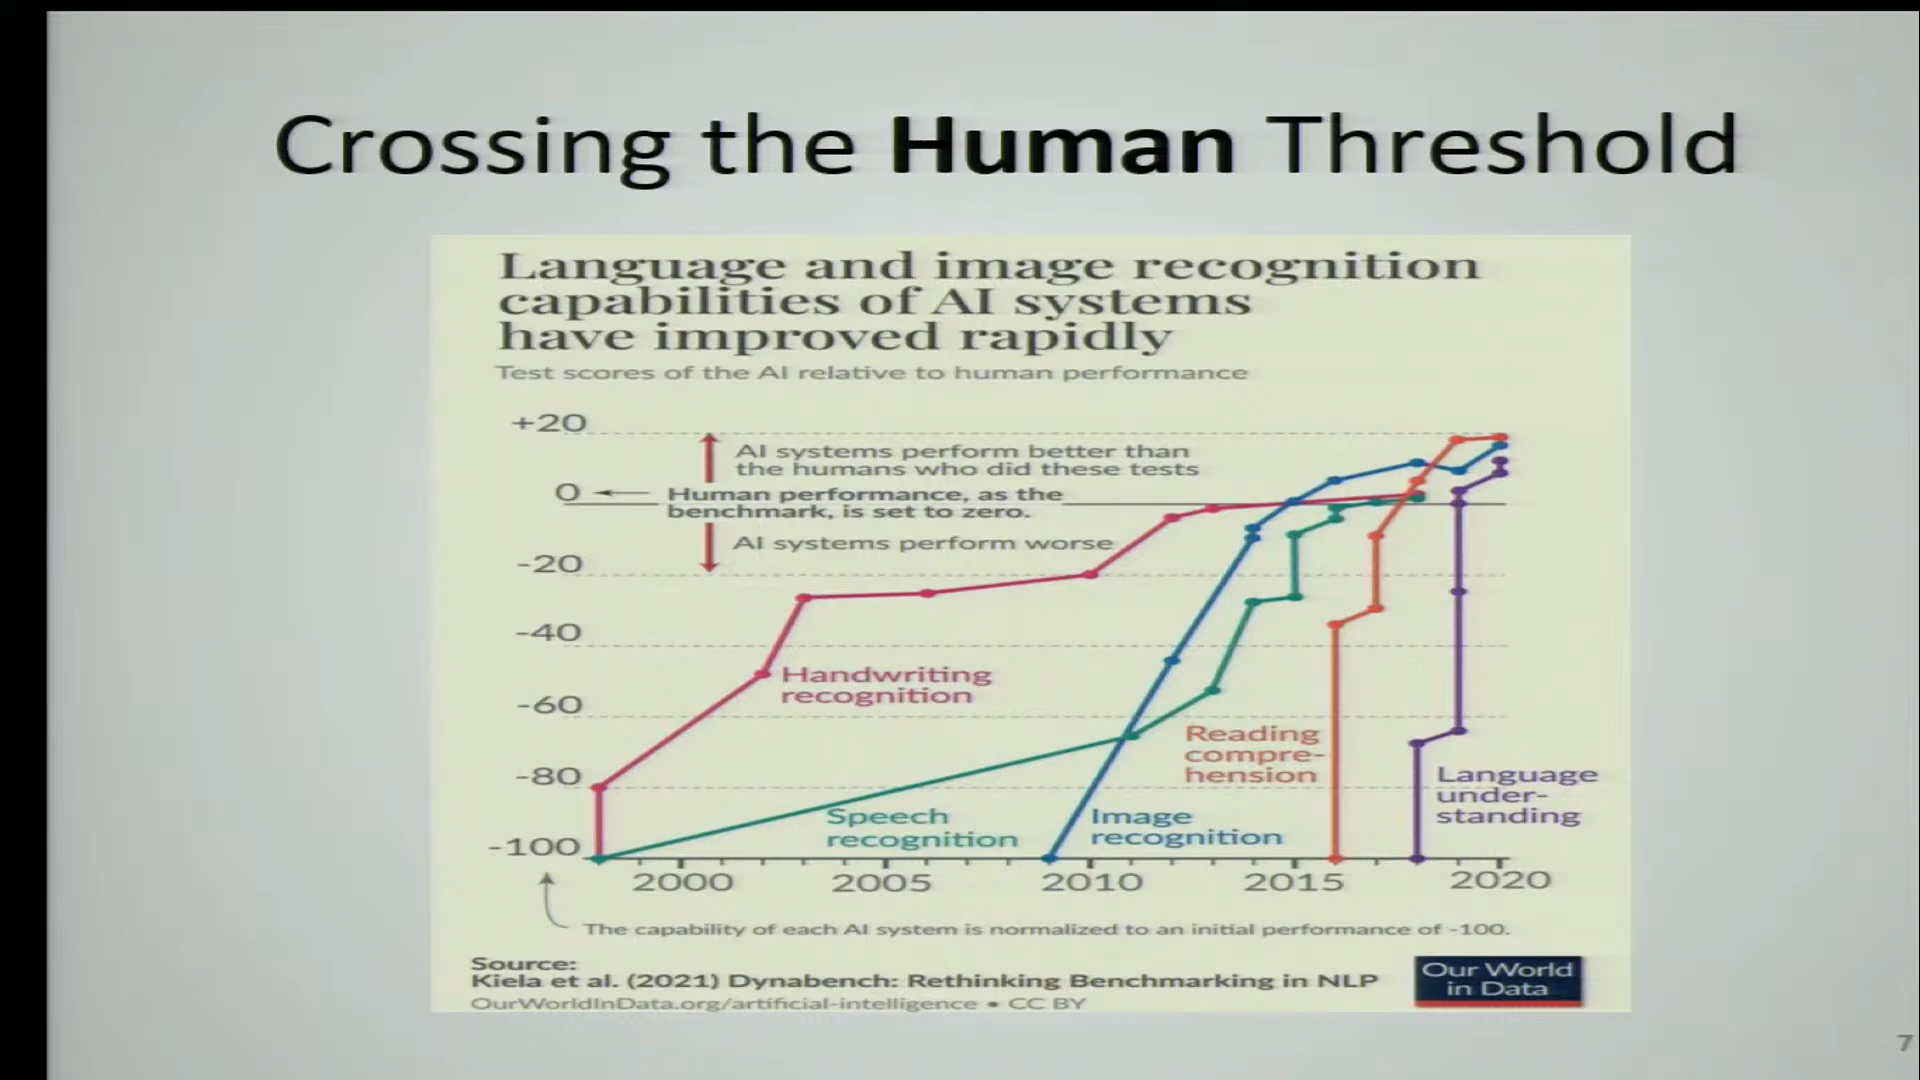 Crossing the Human Threshold
Language and image recognition
capabilities of AI systems
have improved rapidly
Test scores of the AI relative to human performance
+20
AI systems perform better than
the humans who did these tests
0
Human performance, as the
benchmark, is set to zero.
AI systems perform worse
-20
-40
Handwriting
recognition
-60
Reading
compre-
hension
-80
Language
under-
standing
Speech
recognition
Image
recognition
-100
2000
2005
2010
2015
2020
The capability of each AI system is normalized to an initial performance of -100.
Source:
Kiela et al. (2021) Dynabench: Rethinking Benchmarking in NLP
OurWorldInData.org/artificial-intelligence • CC BY
Our World
in Data
7